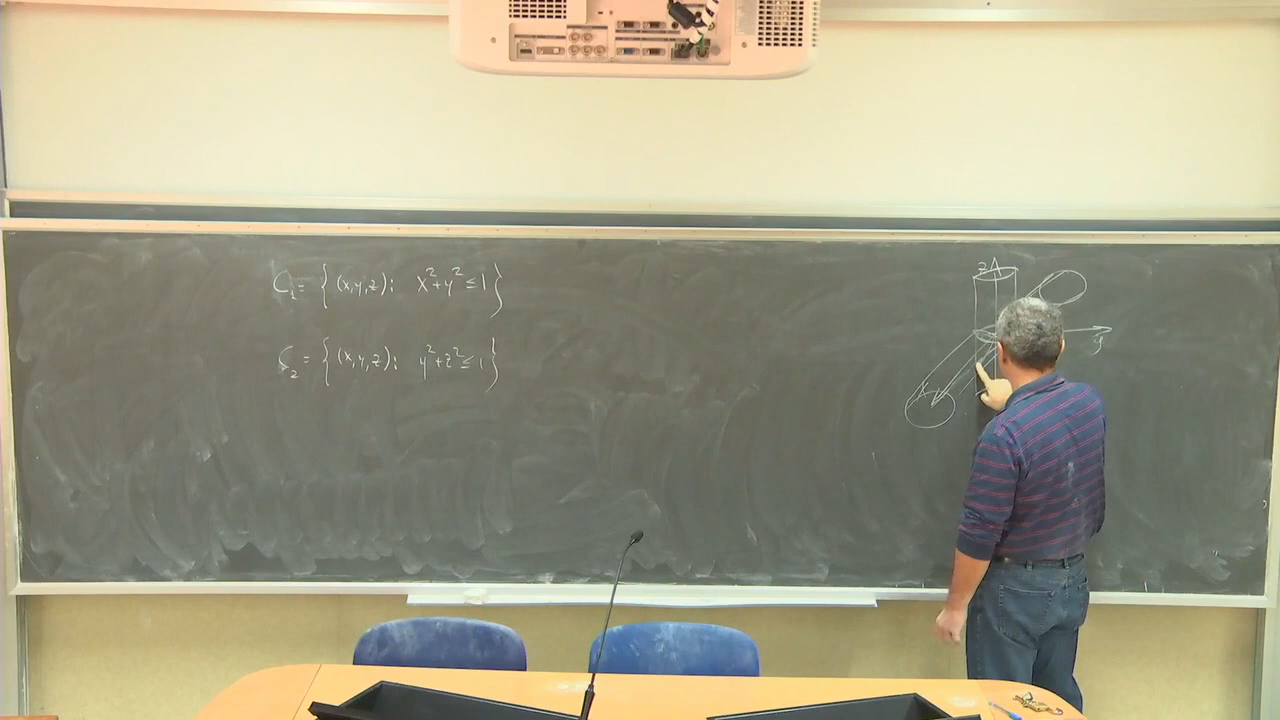 C₁ = { (x,y,z): x²+y² ≤ 1 }
C₂ = { (x,y,z): y²+z² ≤ 1 }
z
y
x